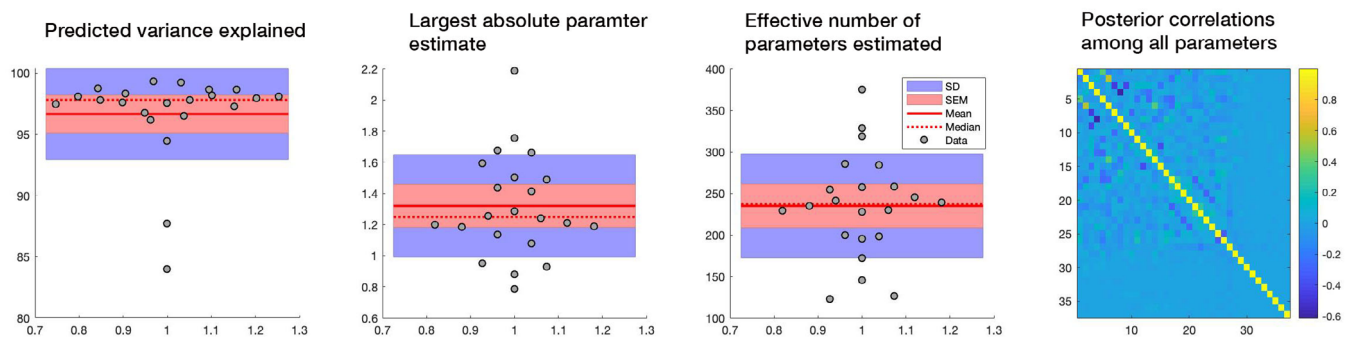 Predicted variance explained
100
95
90
85
80
0.7 0.8 0.9 1 1.1 1.2 1.3
Largest absolute paramter
estimate
2.2
2
1.8
1.6
1.4
1.2
1
0.8
0.6
0.7 0.8 0.9 1 1.1 1.2 1.3
Effective number of
parameters estimated
400
350
300
250
200
150
100
0.7 0.8 0.9 1 1.1 1.2 1.3
SD
SEM
Mean
Median
Data
Posterior correlations
among all parameters
5
10
15
20
25
30
35
10 20 30
0.8
0.6
0.4
0.2
0
-0.2
-0.4
-0.6